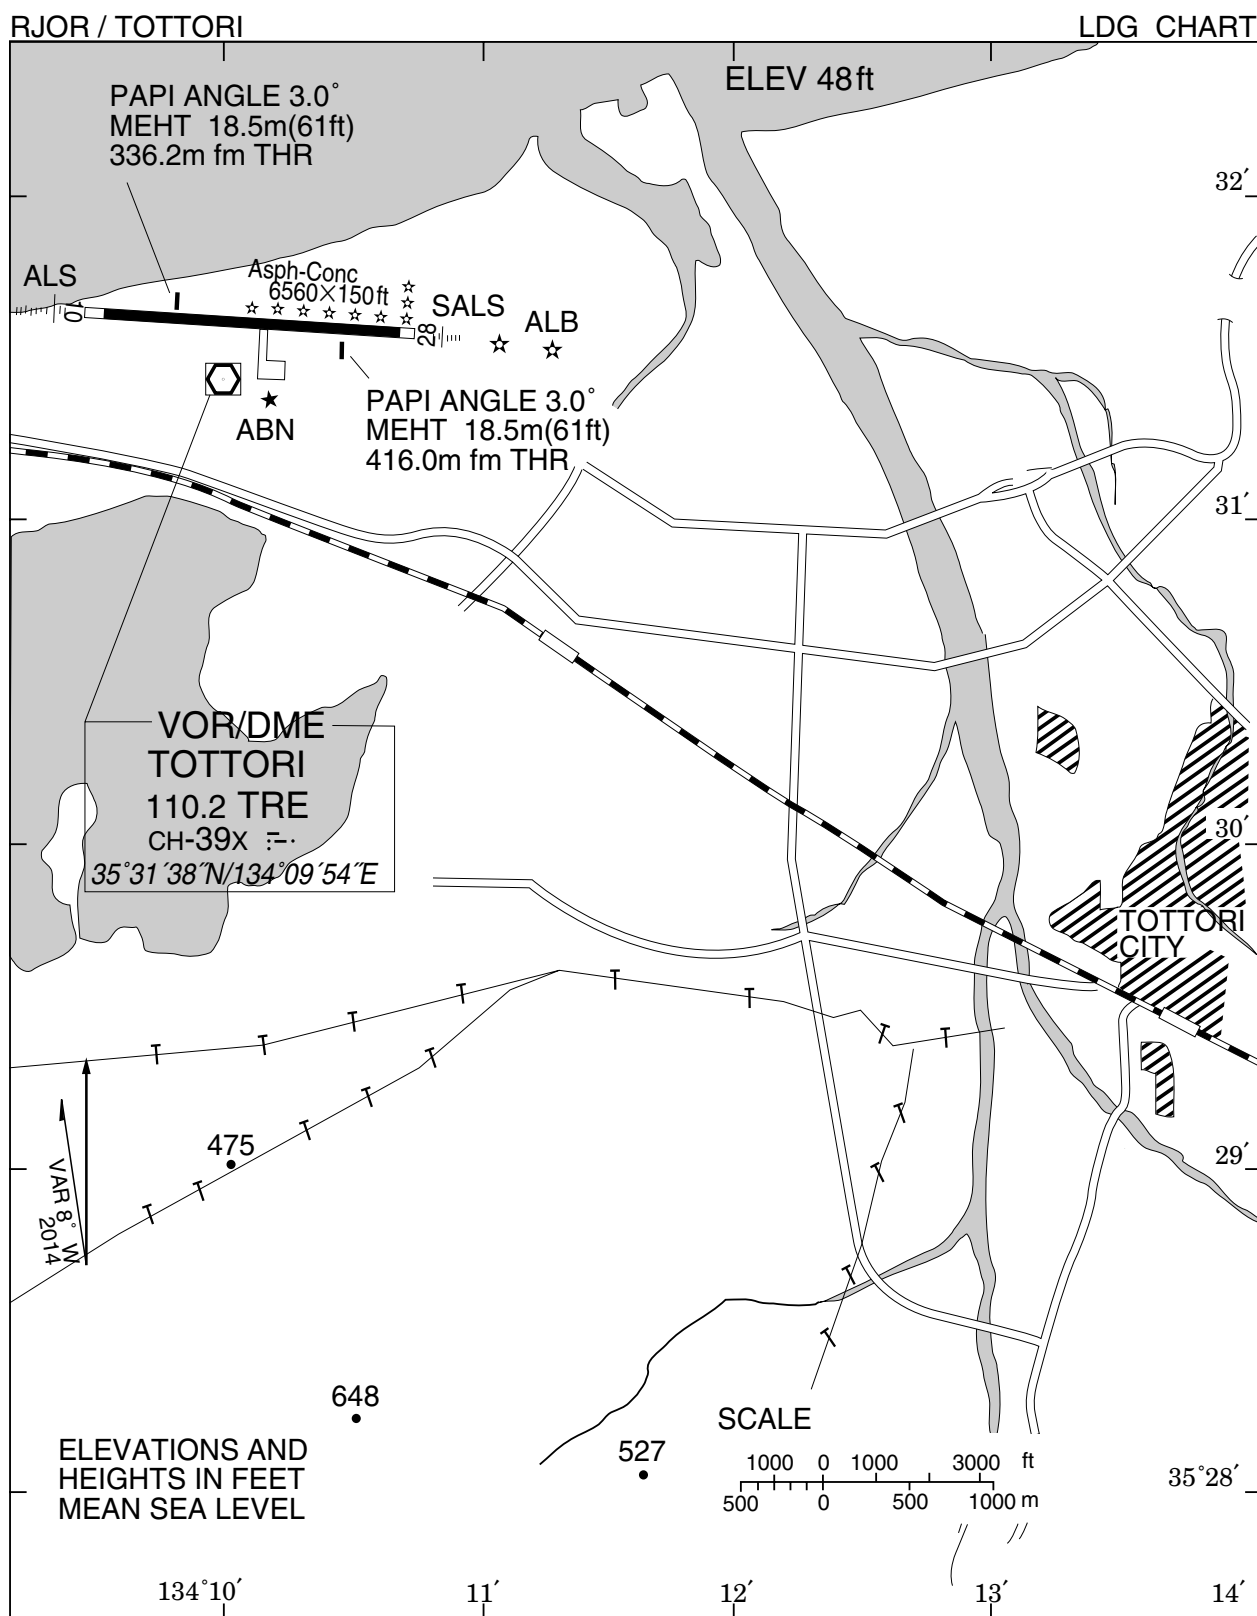 RJOR / TOTTORI
LDG CHART
ELEV 48ft
PAPI ANGLE 3.0°
MEHT 18.5m(61ft)
336.2m fm THR
32′
ALS
Asph-Conc
6560×150ft
SALS
ALB
10
28
ABN
PAPI ANGLE 3.0°
MEHT 18.5m(61ft)
416.0m fm THR
31′
VOR/DME
TOTTORI
110.2 TRE
CH-39X
35°31′38″N/134°09′54″E
30′
TOTTORI
CITY
475
29′
VAR 8° W
2014
648
527
ELEVATIONS AND
HEIGHTS IN FEET
MEAN SEA LEVEL
SCALE
1000 0 1000 3000 ft
500 0 500 1000 m
35°28′
134°10′ 11′ 12′ 13′ 14′